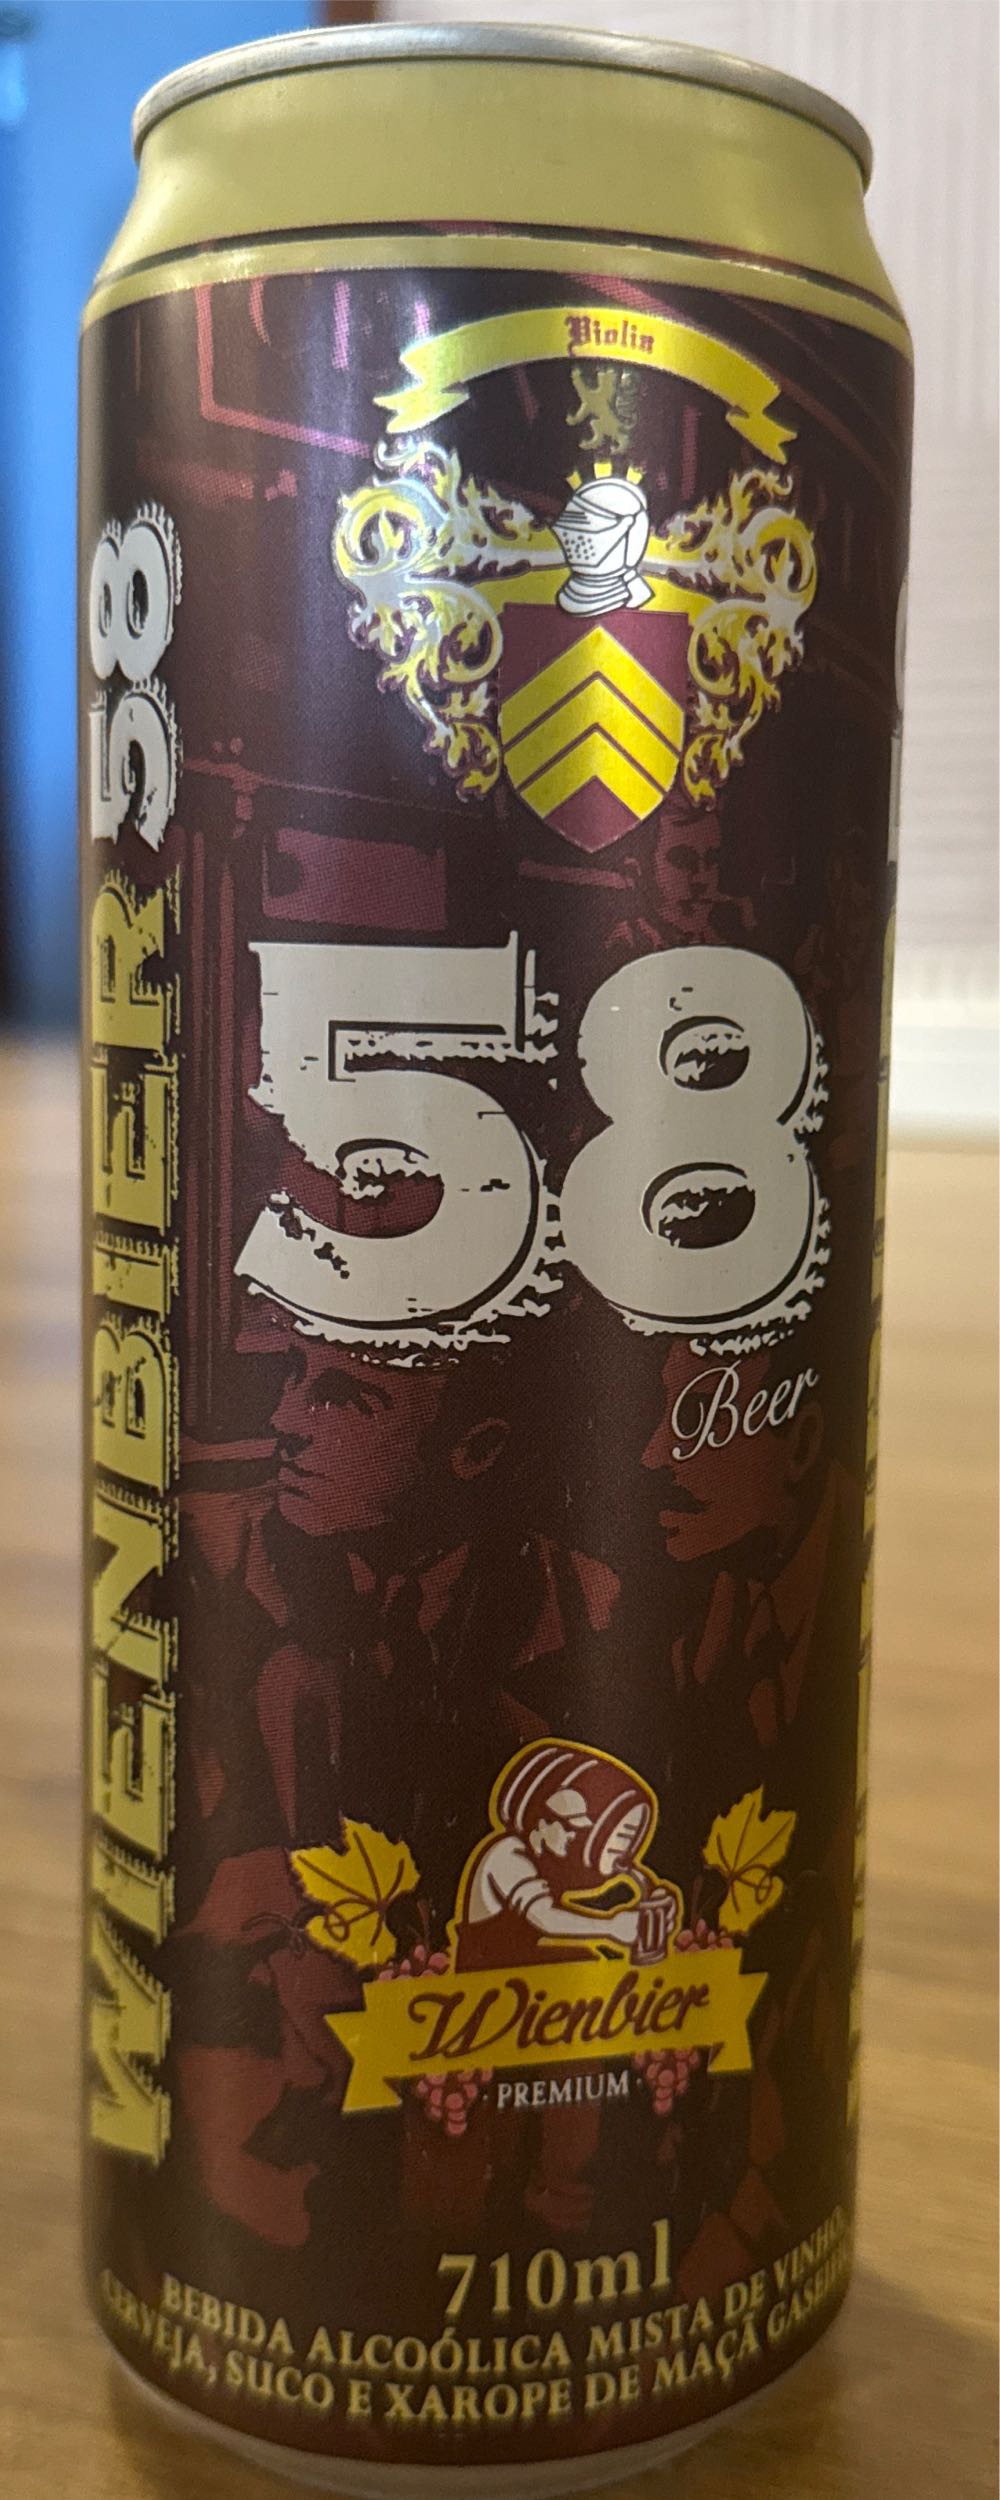 Violin
WIENBIER 58
58
Beer
Wienbier
· PREMIUM ·
710ml
BEBIDA ALCOÓLICA MISTA DE VINHO,
CERVEJA, SUCO E XAROPE DE MAÇÃ